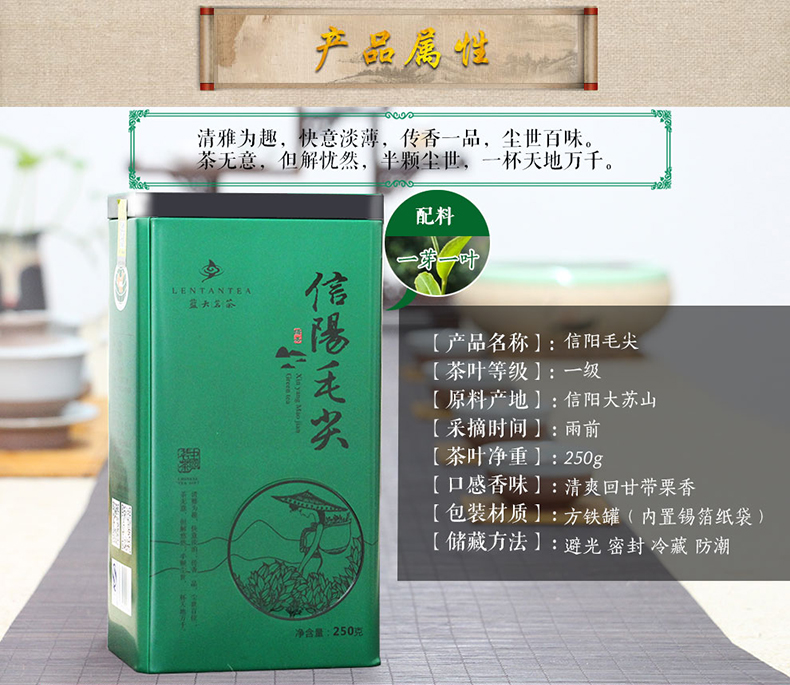 产品属性
清雅为趣，快意淡薄，传香一品，尘世百味。
茶无意，但解忧然，半颗尘世，一杯天地万千。
配料
一芽一叶
LENTANTEA
蓝天茗茶
信陽毛尖
Xin yang Mao jian
Green tea
净含量：250克
【产品名称】：信阳毛尖
【茶叶等级】：一级
【原料产地】：信阳大苏山
【采摘时间】：雨前
【茶叶净重】：250g
【口感香味】：清爽回甘带栗香
【包装材质】：方铁罐（内置锡箔纸袋）
【储藏方法】：避光 密封 冷藏 防潮